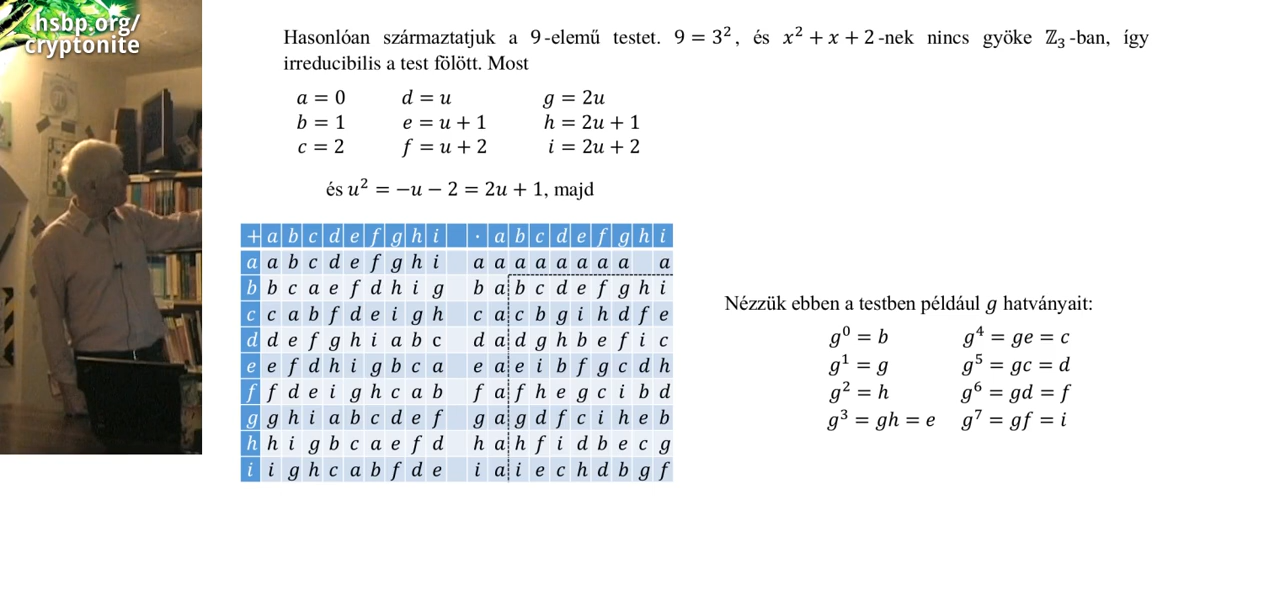 hsbp.org/
cryptonite
Hasonlóan származtatjuk a 9-elemű testet. 9 = 3², és x² + x + 2-nek nincs gyöke ℤ₃-ban, így
irreducibilis a test fölött. Most
a = 0 d = u g = 2u
b = 1 e = u + 1 h = 2u + 1
c = 2 f = u + 2 i = 2u + 2
és u² = −u − 2 = 2u + 1, majd
+ a b c d e f g h i · a b c d e f g h i
a a b c d e f g h i a a a a a a a a a
b b c a e f d h i g b a b c d e f g h i
c c a b f d e i g h c a c b g i h d f e
d d e f g h i a b c d a d g h b e f i c
e e f d h i g b c a e a e i b f g c d h
f f d e i g h c a b f a f h e g c i b d
g g h i a b c d e f g a g d f c i h e b
h h i g b c a e f d h a h f i d b e c g
i i g h c a b f d e i a i e c h d b g f
Nézzük ebben a testben például g hatványait:
g⁰ = b g⁴ = ge = c
g¹ = g g⁵ = gc = d
g² = h g⁶ = gd = f
g³ = gh = e g⁷ = gf = i